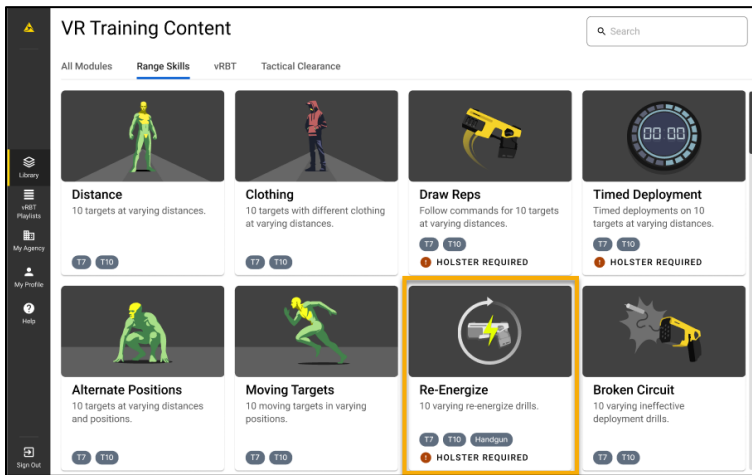 VR Training Content
Search
All Modules Range Skills vRBT Tactical Clearance
Library
vRBT
Playlists
My Agency
My Profile
Help
Sign Out
Distance
10 targets at varying distances.
T7 T10
Clothing
10 targets with different clothing
at varying distances.
T7 T10
Draw Reps
Follow commands for 10 targets
at varying distances.
T7 T10
! HOLSTER REQUIRED
00 00
Timed Deployment
Timed deployments on 10
targets at varying distances.
T7 T10
! HOLSTER REQUIRED
Alternate Positions
10 targets at varying distances
and positions.
T7 T10
Moving Targets
10 moving targets in varying
positions.
T7 T10
Re-Energize
10 varying re-energize drills.
T7 T10 Handgun
! HOLSTER REQUIRED
Broken Circuit
10 varying ineffective
deployment drills.
T7 T10